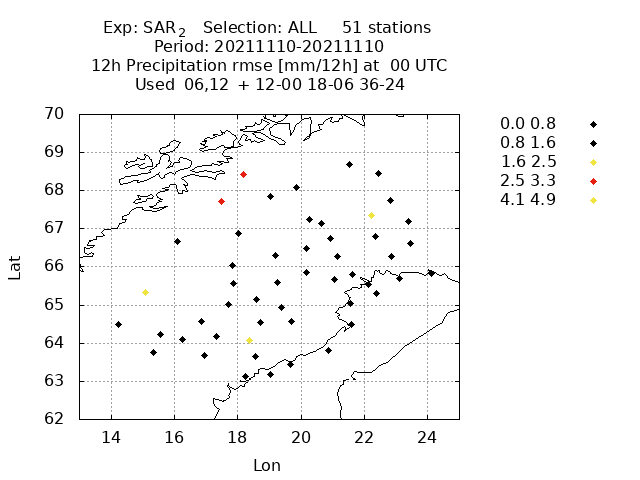 Exp: SAR2   Selection: ALL     51 stations
Period: 20211110-20211110
12h Precipitation rmse [mm/12h] at  00 UTC
Used  06,12  + 12-00 18-06 36-24
70
69
68
67
66
65
64
63
62
Lat
14 16 18 20 22 24
Lon
0.0 0.8
0.8 1.6
1.6 2.5
2.5 3.3
4.1 4.9